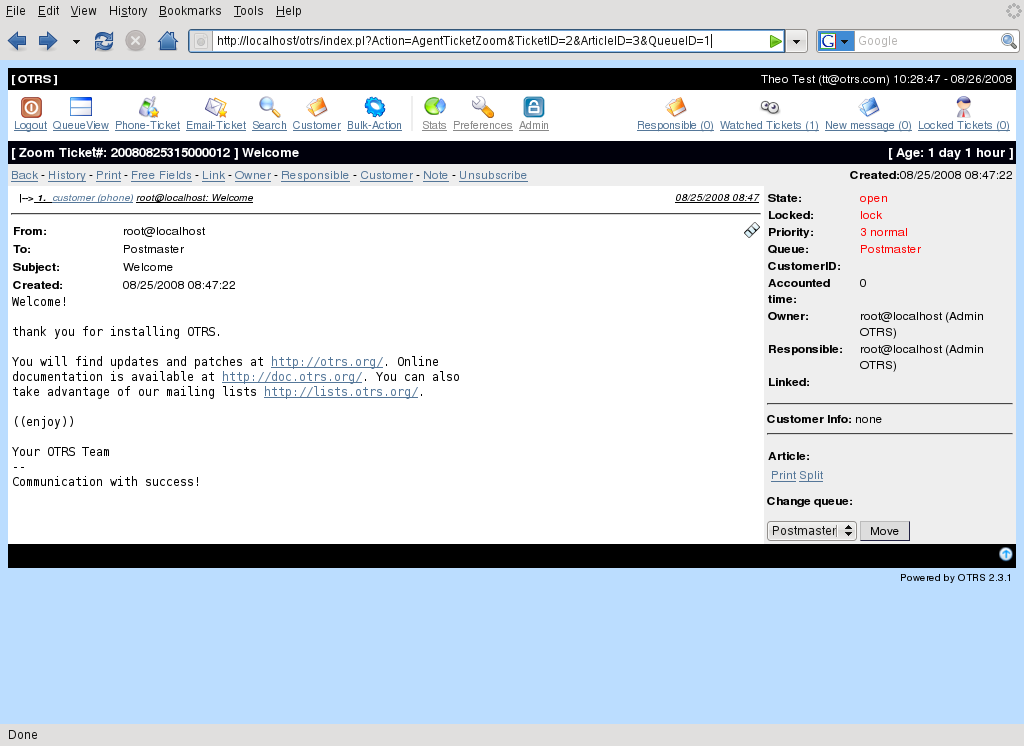 File Edit View History Bookmarks Tools Help
http://localhost/otrs/index.pl?Action=AgentTicketZoom&TicketID=2&ArticleID=3&QueueID=1
G Google
[ OTRS ] Theo Test (tt@otrs.com) 10:28:47 - 08/26/2008
Logout QueueView Phone-Ticket Email-Ticket Search Customer Bulk-Action Stats Preferences Admin Responsible (0) Watched Tickets (1) New message (0) Locked Tickets (0)
[ Zoom Ticket#: 20080825315000012 ] Welcome [ Age: 1 day 1 hour ]
Back - History - Print - Free Fields - Link - Owner - Responsible - Customer - Note - Unsubscribe Created:08/25/2008 08:47:22
|--> 1. customer (phone) root@localhost: Welcome 08/25/2008 08:47
From: root@localhost
To: Postmaster
Subject: Welcome
Created: 08/25/2008 08:47:22
Welcome!
thank you for installing OTRS.
You will find updates and patches at http://otrs.org/. Online
documentation is available at http://doc.otrs.org/. You can also
take advantage of our mailing lists http://lists.otrs.org/.
((enjoy))
Your OTRS Team
--
Communication with success!
State: open
Locked: lock
Priority: 3 normal
Queue: Postmaster
CustomerID:
Accounted 0
time:
Owner: root@localhost (Admin
OTRS)
Responsible: root@localhost (Admin
OTRS)
Linked:
Customer Info: none
Article:
Print Split
Change queue:
Postmaster Move
Powered by OTRS 2.3.1
Done